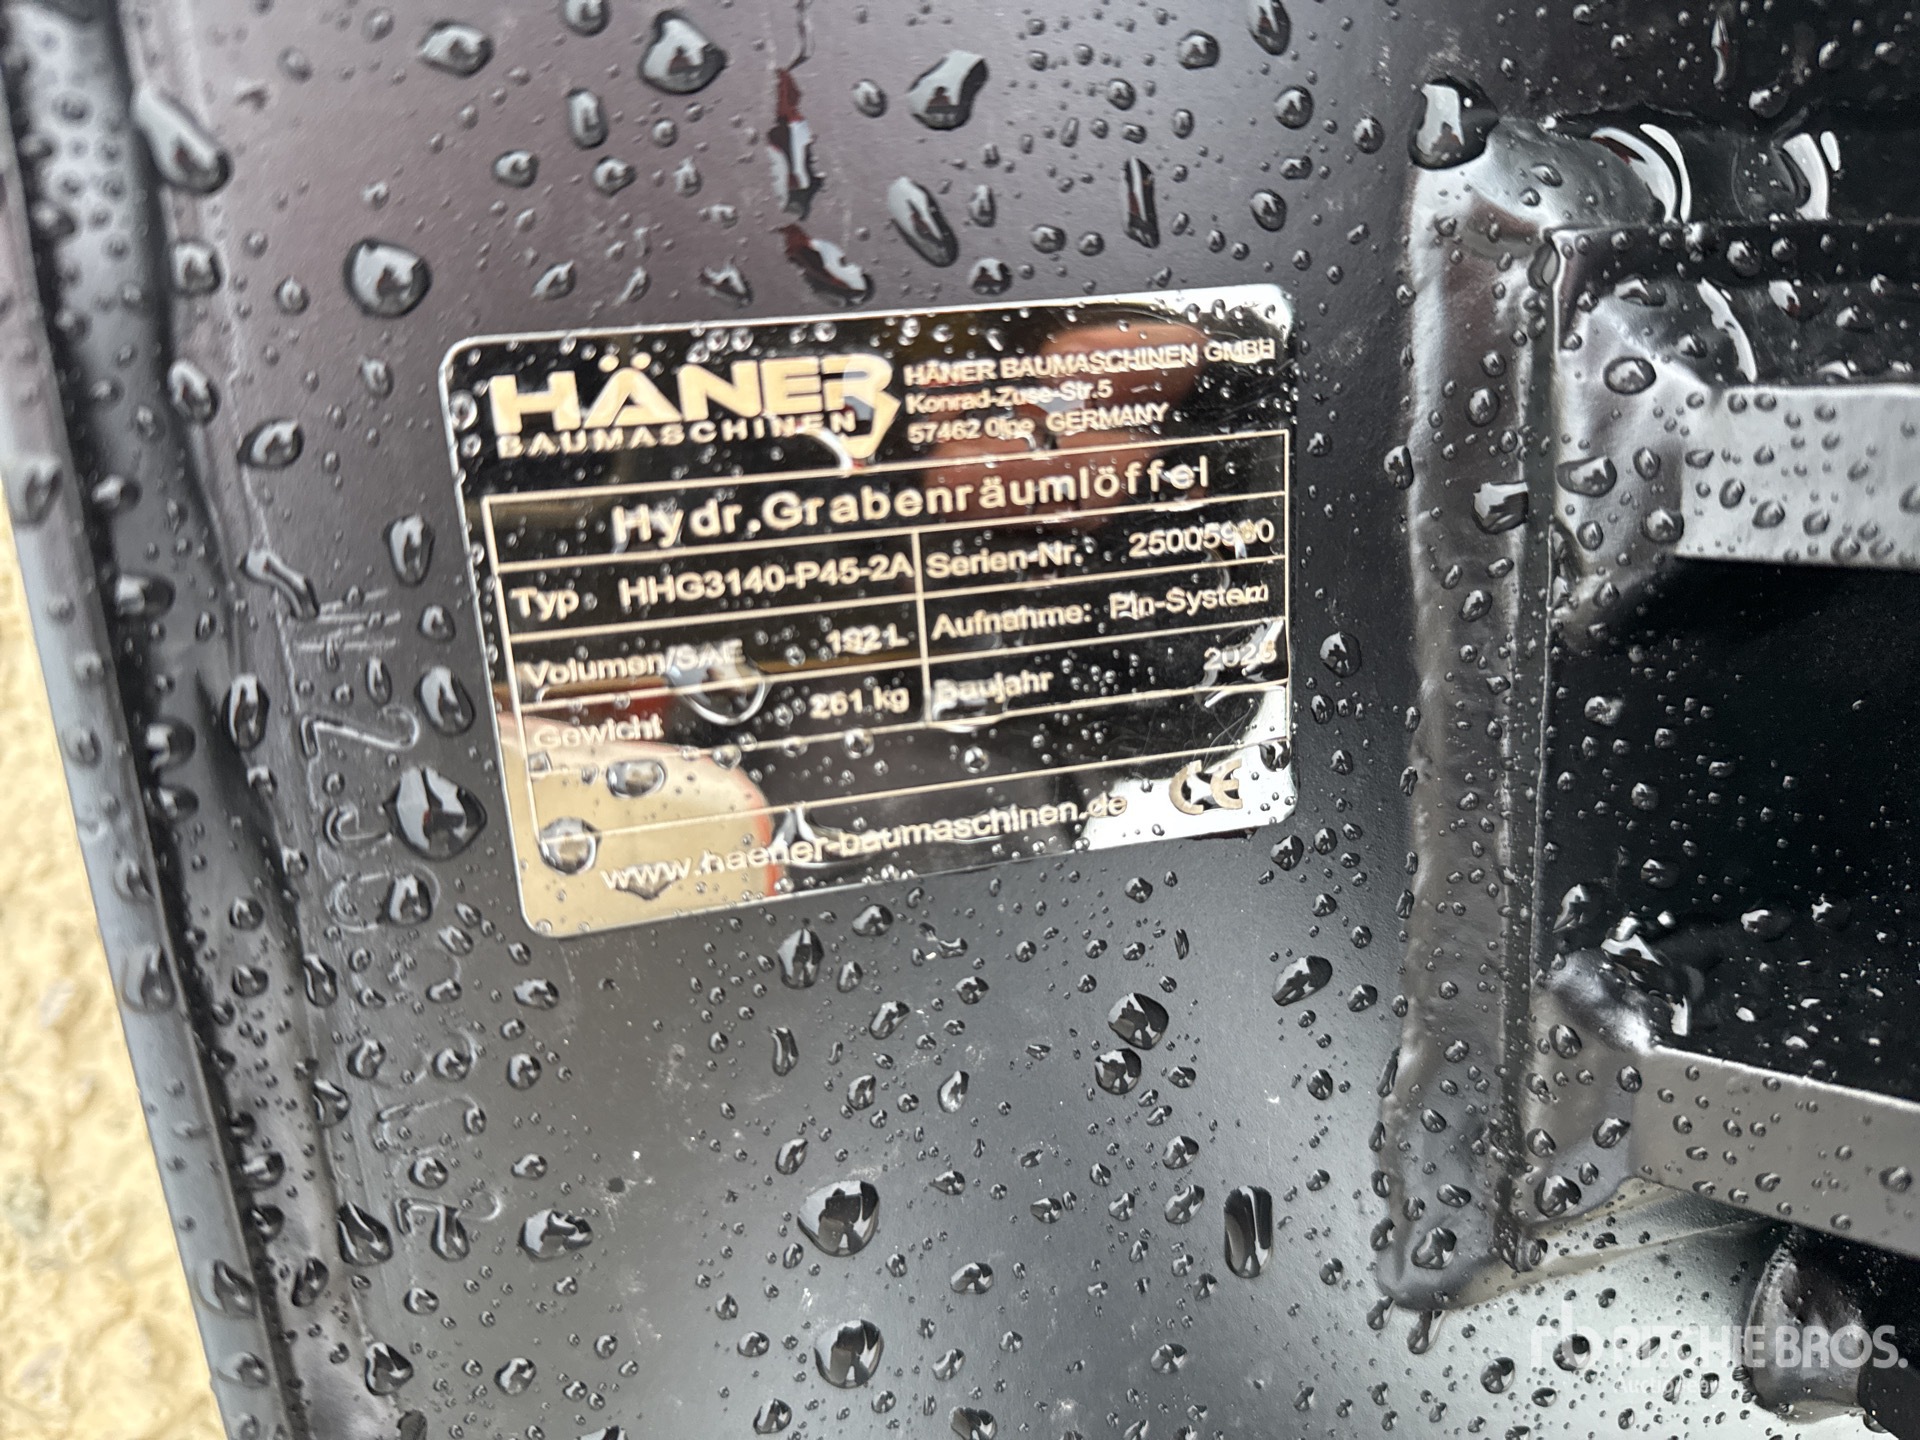 HÄNER
BAUMASCHINEN
HÄNER BAUMASCHINEN GMBH
Konrad-Zuse-Str.5
57462 Olpe GERMANY
Hydr.Grabenräumlöffel
Typ: HHG3140-P45-2A
Serien-Nr.
Volumen/SAE 192 L
Aufnahme: Pin-System
Gewicht 261 kg
Baujahr
www.haener-baumaschinen.de
CE
RITCHIE BROS.
Auctioneers